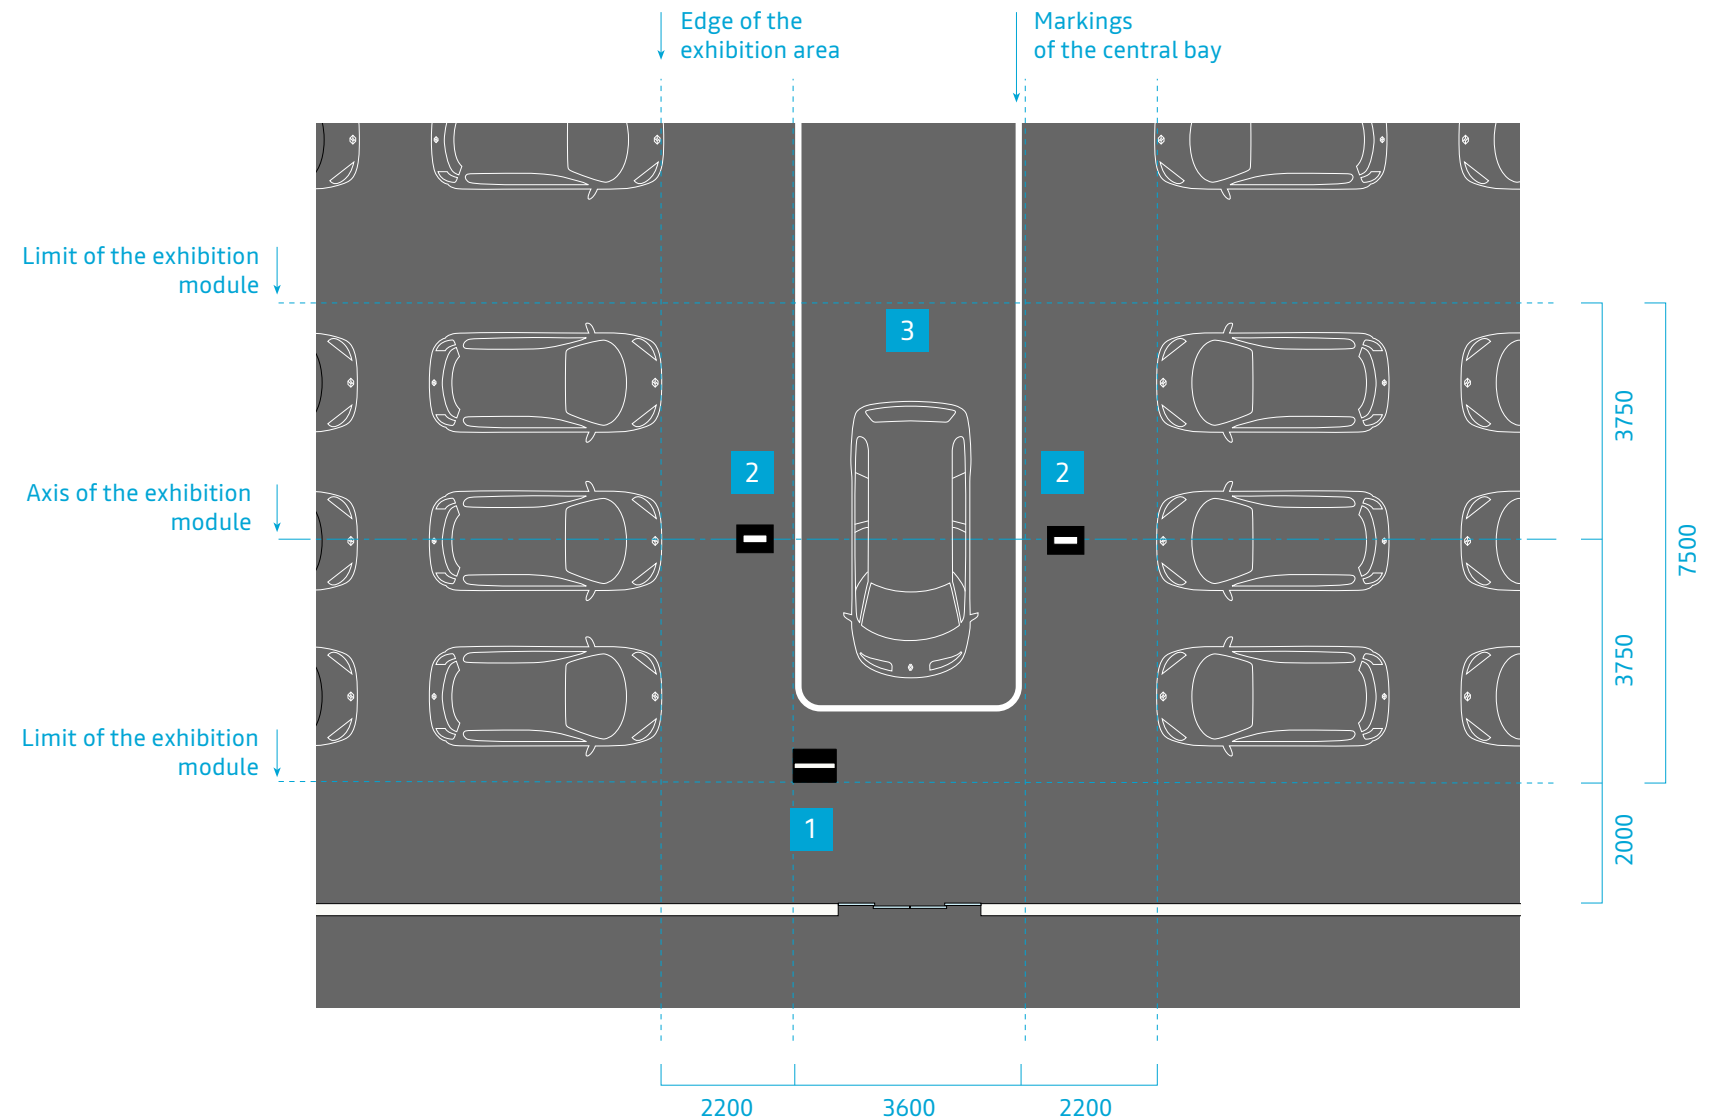 Edge of the
exhibition area
Markings
of the central bay
Limit of the exhibition
module
3
3750
2
2
Axis of the exhibition
module
7500
3750
Limit of the exhibition
module
1
2000
2200
3600
2200